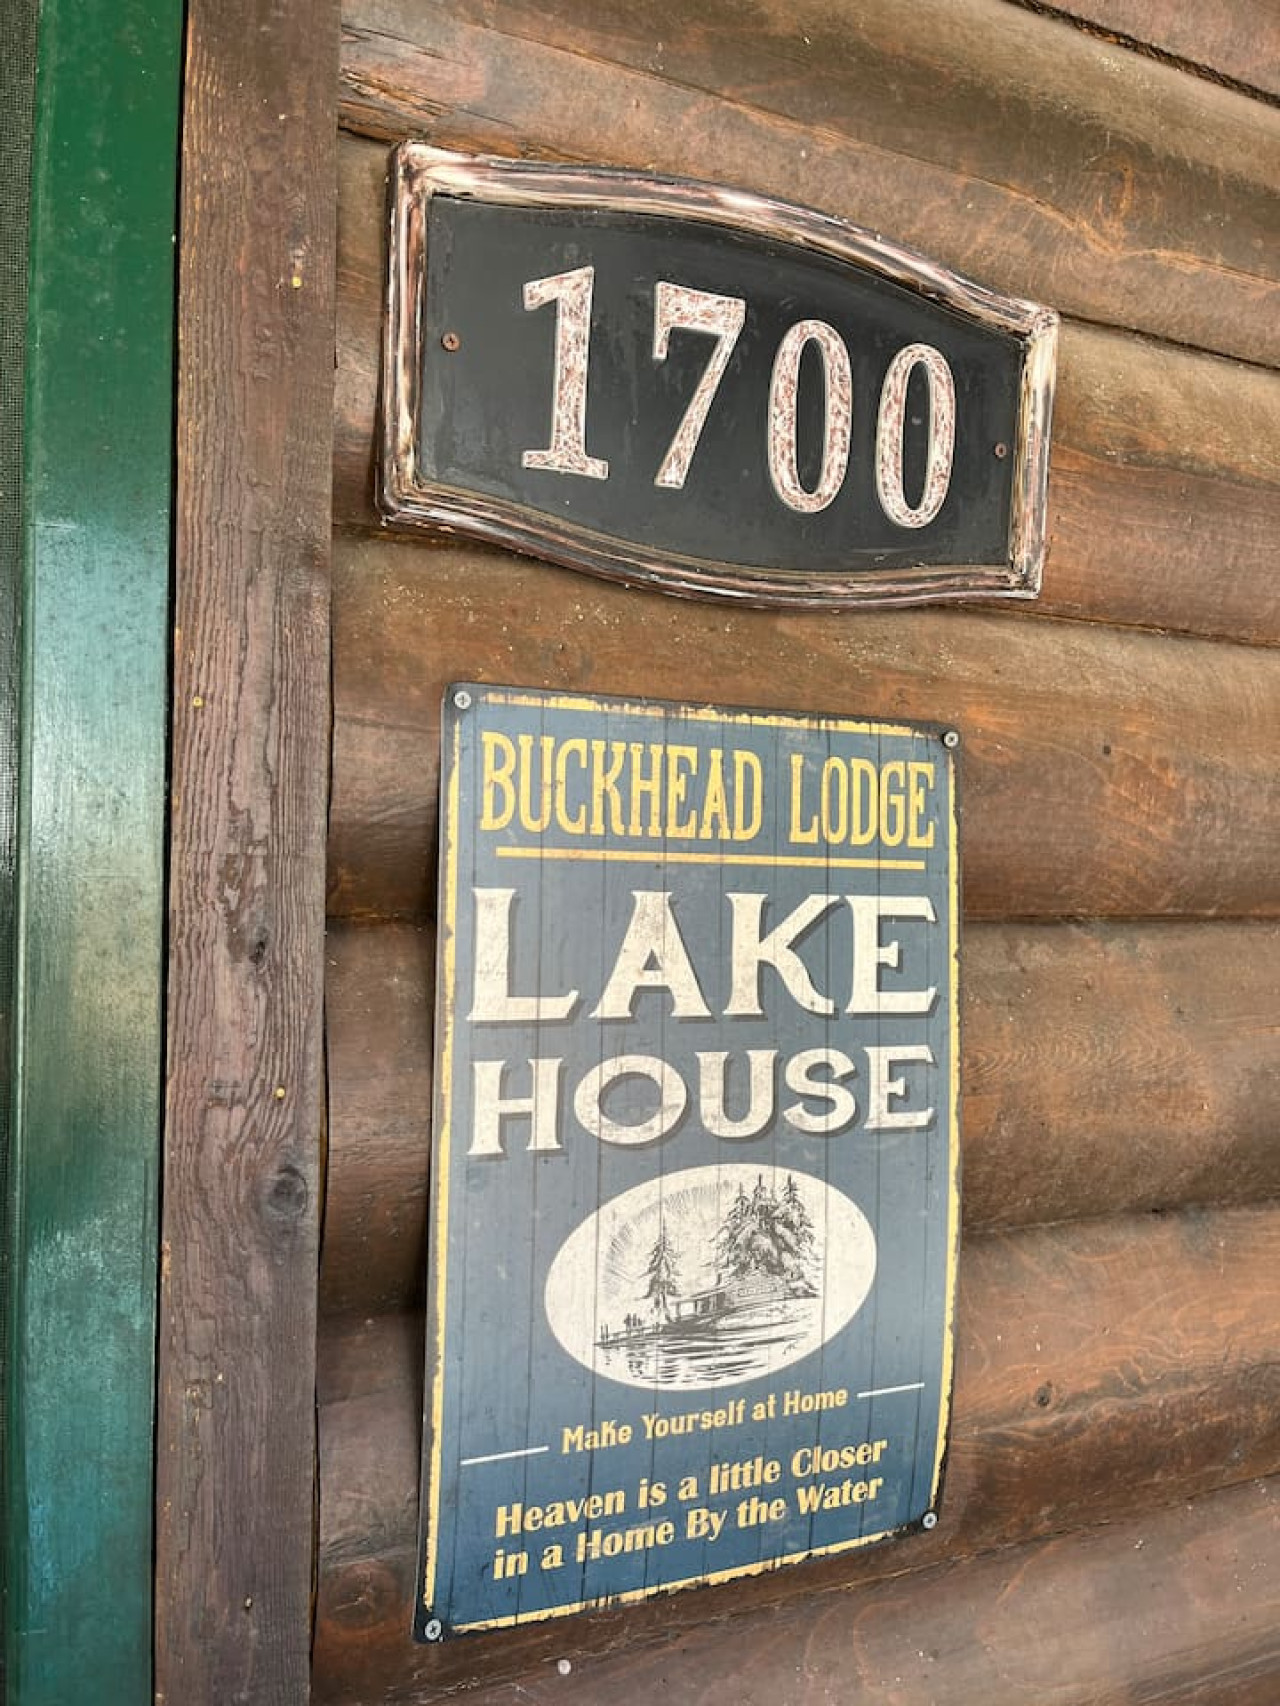 1700
BUCKHEAD LODGE
LAKE
HOUSE
Make Yourself at Home
Heaven is a little Closer
in a Home By the Water